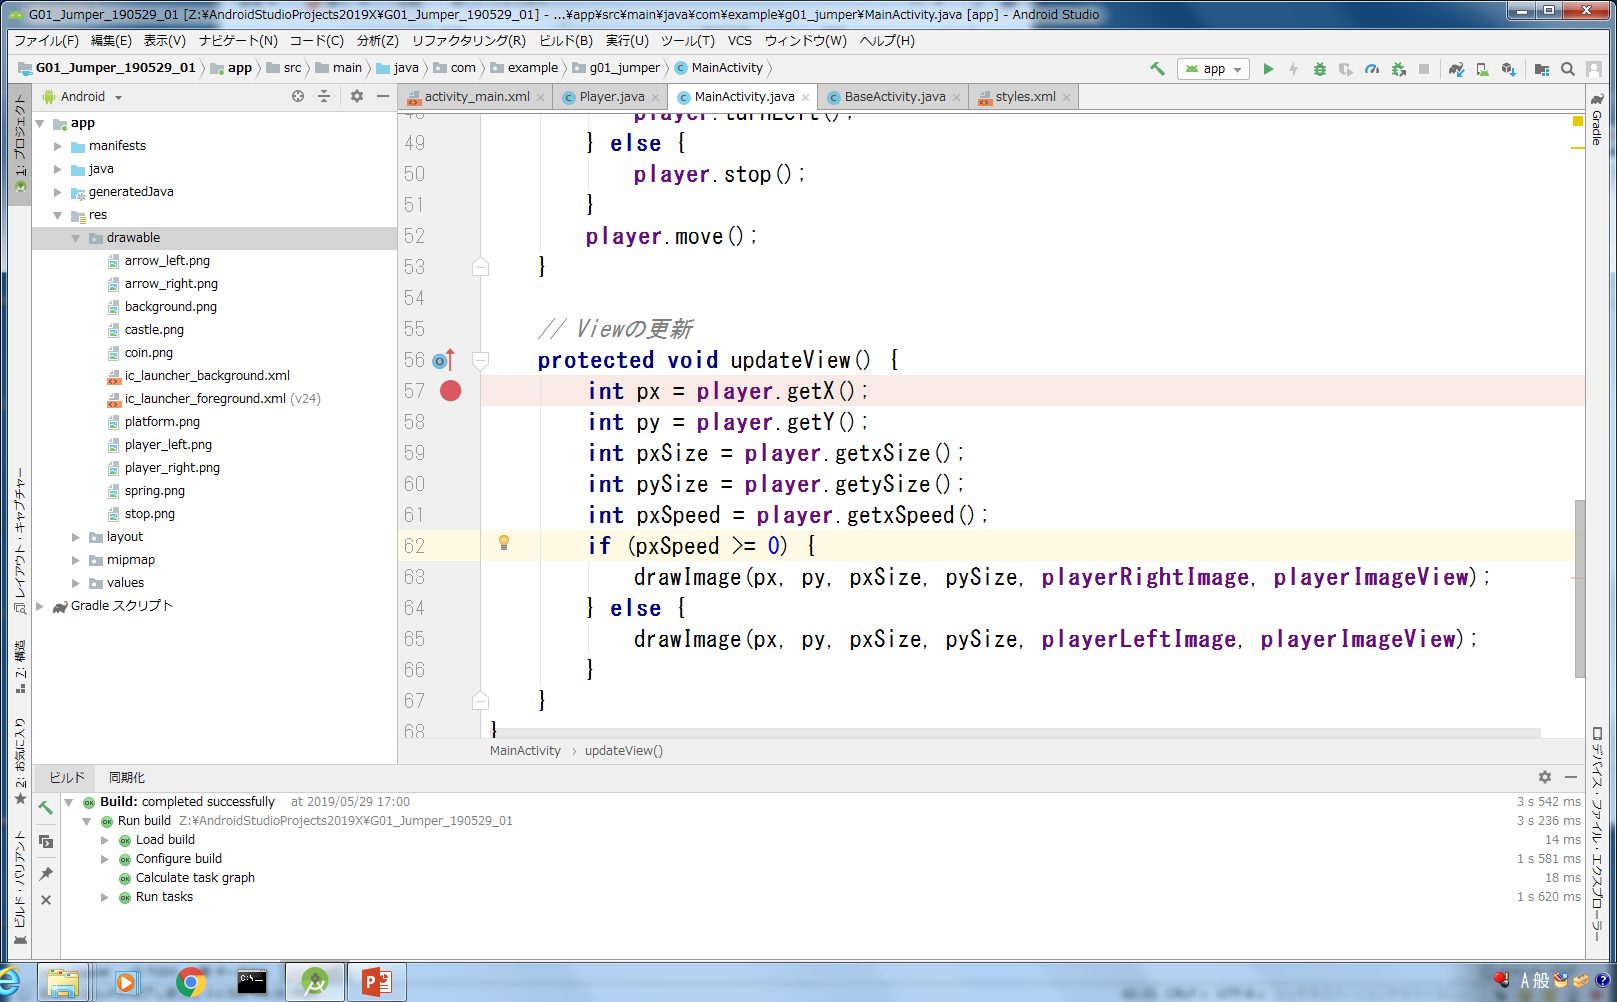 G01_Jumper_190529_01 [Z:¥AndroidStudioProjects2019X¥G01_Jumper_190529_01] - ...¥app¥src¥main¥java¥com¥example¥g01_jumper¥MainActivity.java [app] - Android Studio
ファイル(F) 編集(E) 表示(V) ナビゲート(N) コード(C) 分析(Z) リファクタリング(R) ビルド(B) 実行(U) ツール(T) VCS ウィンドウ(W) ヘルプ(H)
G01_Jumper_190529_01 app src main java com example g01_jumper MainActivity
app
Android
activity_main.xml Player.java MainActivity.java BaseActivity.java styles.xml
1: プロジェクト
レイアウト・キャプチャー
Z: 構造
2: お気に入り
ビルド・バリアント
app
manifests
java
generatedJava
res
drawable
arrow_left.png
arrow_right.png
background.png
castle.png
coin.png
ic_launcher_background.xml
ic_launcher_foreground.xml (v24)
platform.png
player_left.png
player_right.png
spring.png
stop.png
layout
mipmap
values
Gradle スクリプト
48 player.turnLeft();
49 } else {
50 player.stop();
51 }
52 player.move();
53 }
54
55 // Viewの更新
56 protected void updateView() {
57 int px = player.getX();
58 int py = player.getY();
59 int pxSize = player.getxSize();
60 int pySize = player.getySize();
61 int pxSpeed = player.getxSpeed();
62 if (pxSpeed >= 0) {
63 drawImage(px, py, pxSize, pySize, playerRightImage, playerImageView);
64 } else {
65 drawImage(px, py, pxSize, pySize, playerLeftImage, playerImageView);
66 }
67 }
68 }
MainActivity › updateView()
Gradle
デバイス・ファイル・エクスプローラー
ビルド 同期化
Build: completed successfully at 2019/05/29 17:00 3 s 542 ms
Run build Z:¥AndroidStudioProjects2019X¥G01_Jumper_190529_01 3 s 236 ms
Load build 14 ms
Configure build 1 s 581 ms
Calculate task graph 18 ms
Run tasks 1 s 620 ms
A 般